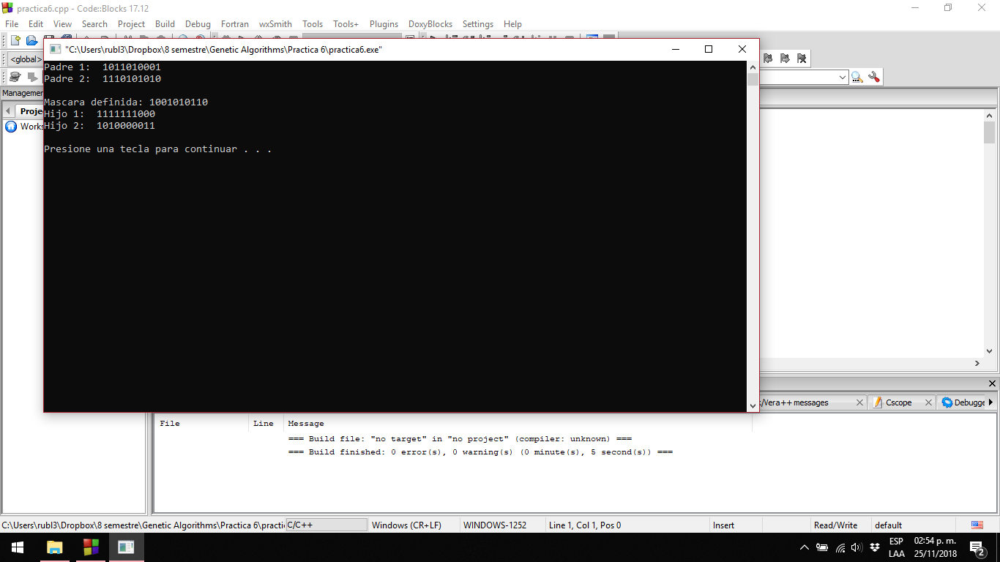 practica6.cpp - Code::Blocks 17.12
File Edit View Search Project Build Debug Fortran wxSmith Tools Tools+ Plugins DoxyBlocks Settings Help
"C:\Users\rubl3\Dropbox\8 semestre\Genetic Algorithms\Practica 6\practica6.exe"
<global>
Padre 1:  1011010001
Padre 2:  1110101010
Managemen
Mascara definida: 1001010110
Hijo 1:  1111111000
Proje
Works
Hijo 2:  1010000011
Presione una tecla para continuar . . .
/Vera++ messages Cscope Debugge
File Line Message
=== Build file: "no target" in "no project" (compiler: unknown) ===
=== Build finished: 0 error(s), 0 warning(s) (0 minute(s), 5 second(s)) ===
C:\Users\rubl3\Dropbox\8 semestre\Genetic Algorithms\Practica 6\practi C/C++ Windows (CR+LF) WINDOWS-1252 Line 1, Col 1, Pos 0 Insert Read/Write default
ESP 02:54 p. m.
LAA 25/11/2018 2